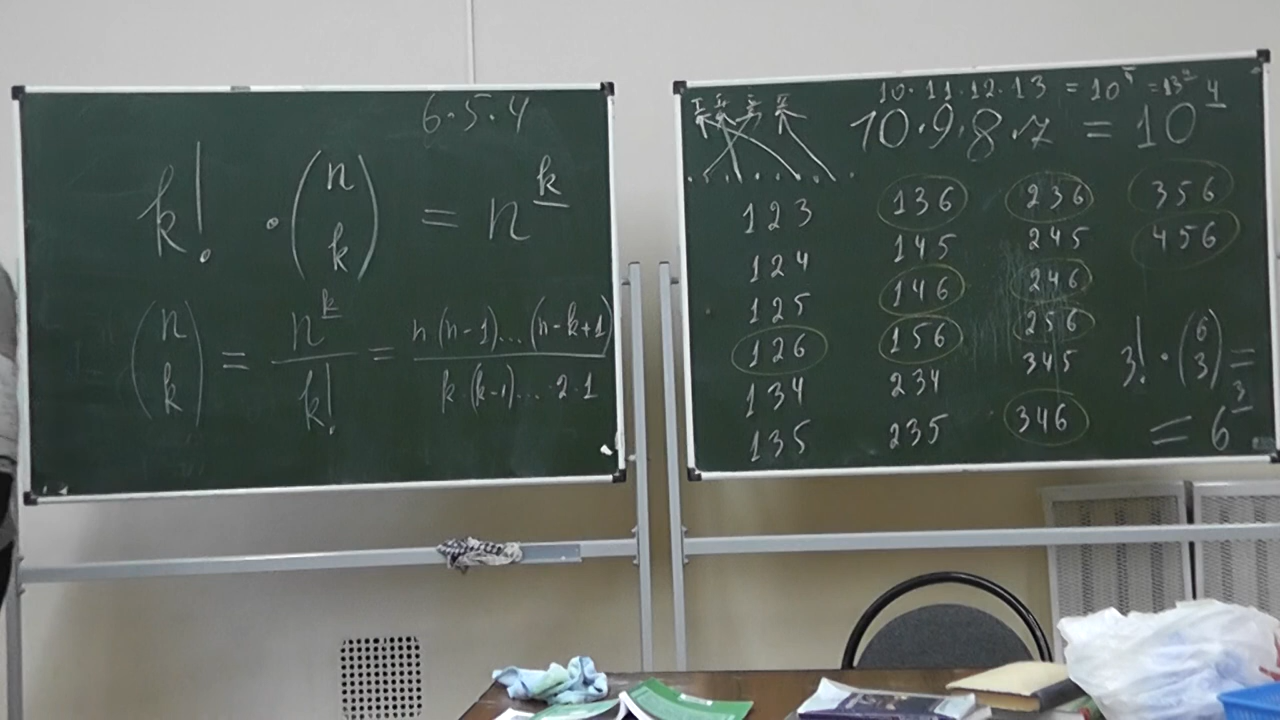 6·5·4
k! · (n k) = n^k̲
(n k) = n^k̲ / k! = n(n-1)...(n-k+1) / k·(k-1)...·2·1
10·11·12·13 = 10^4̅ = 13^4̲
10·9·8·7 = 10^4̲
123 136 236 356
124 145 245 456
125 146 246
126 156 256
134 234 345
135 235 346
3! · (6 3) =
= 6^3̲